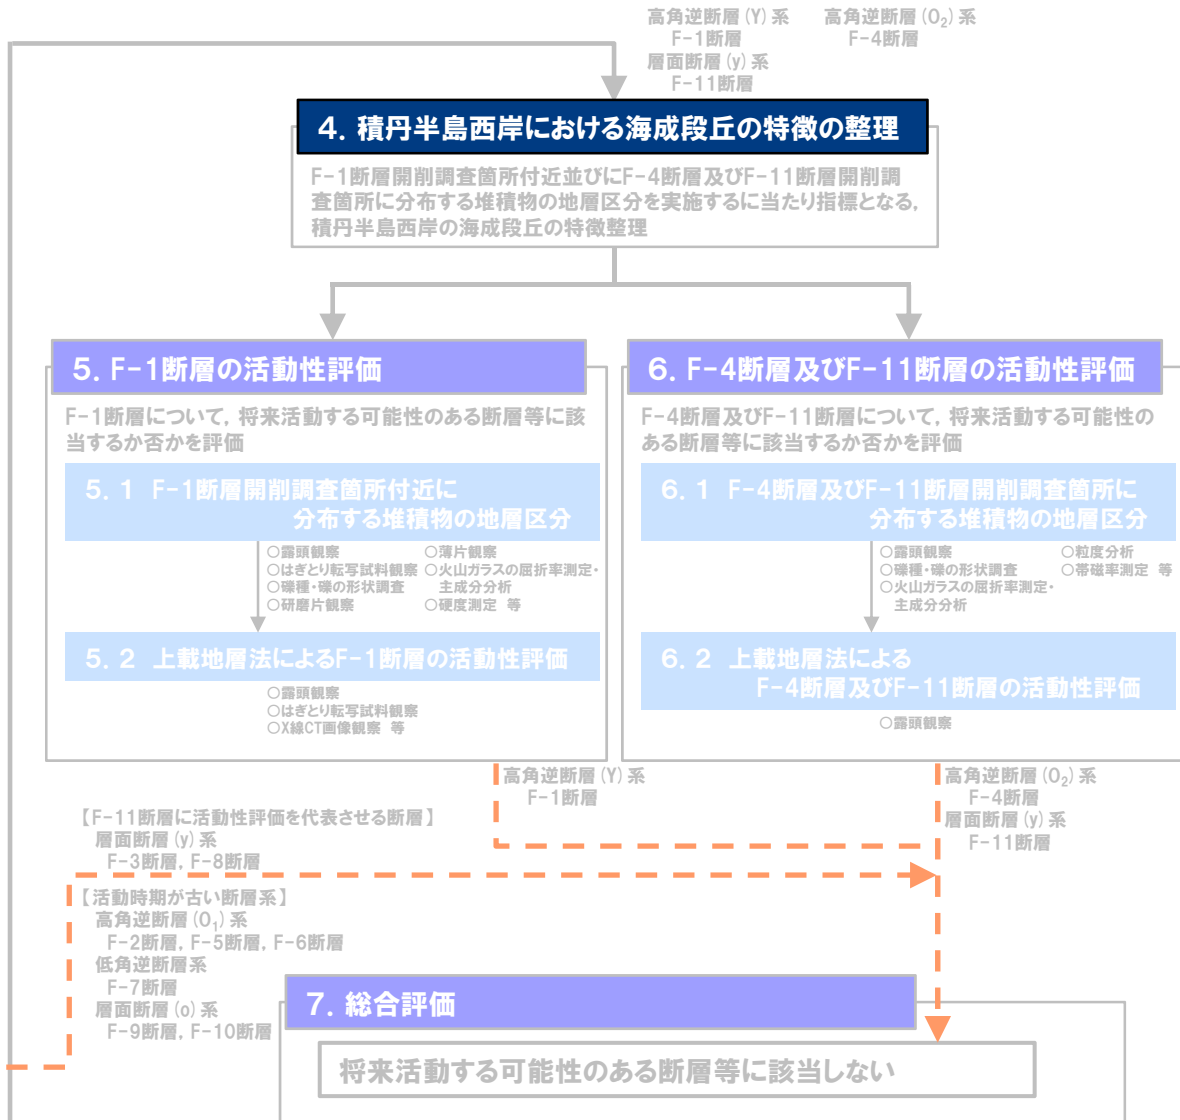 高角逆断層(Y)系　高角逆断層(O₂)系
F-1断層　F-4断層
層面断層(y)系
F-11断層
4. 積丹半島西岸における海成段丘の特徴の整理
F-1断層開削調査箇所付近並びにF-4断層及びF-11断層開削調
査箇所に分布する堆積物の地層区分を実施するに当たり指標となる,
積丹半島西岸の海成段丘の特徴整理
5. F-1断層の活動性評価
F-1断層について, 将来活動する可能性のある断層等に該
当するか否かを評価
5. 1 F-1断層開削調査箇所付近に
分布する堆積物の地層区分
○露頭観察　○薄片観察
○はぎとり転写試料観察　○火山ガラスの屈折率測定・
○礫種・礫の形状調査　主成分分析
○研磨片観察　○硬度測定 等
5. 2 上載地層法によるF-1断層の活動性評価
○露頭観察
○はぎとり転写試料観察
○X線CT画像観察 等
6. F-4断層及びF-11断層の活動性評価
F-4断層及びF-11断層について, 将来活動する可能性の
ある断層等に該当するか否かを評価
6. 1 F-4断層及びF-11断層開削調査箇所に
分布する堆積物の地層区分
○露頭観察　○粒度分析
○礫種・礫の形状調査　○帯磁率測定 等
○火山ガラスの屈折率測定・
主成分分析
6. 2 上載地層法による
F-4断層及びF-11断層の活動性評価
○露頭観察
高角逆断層(Y)系
F-1断層
高角逆断層(O₂)系
F-4断層
層面断層(y)系
F-11断層
【F-11断層に活動性評価を代表させる断層】
層面断層(y)系
F-3断層, F-8断層
【活動時期が古い断層系】
高角逆断層(O₁)系
F-2断層, F-5断層, F-6断層
低角逆断層系
F-7断層
層面断層(o)系
F-9断層, F-10断層
7. 総合評価
将来活動する可能性のある断層等に該当しない